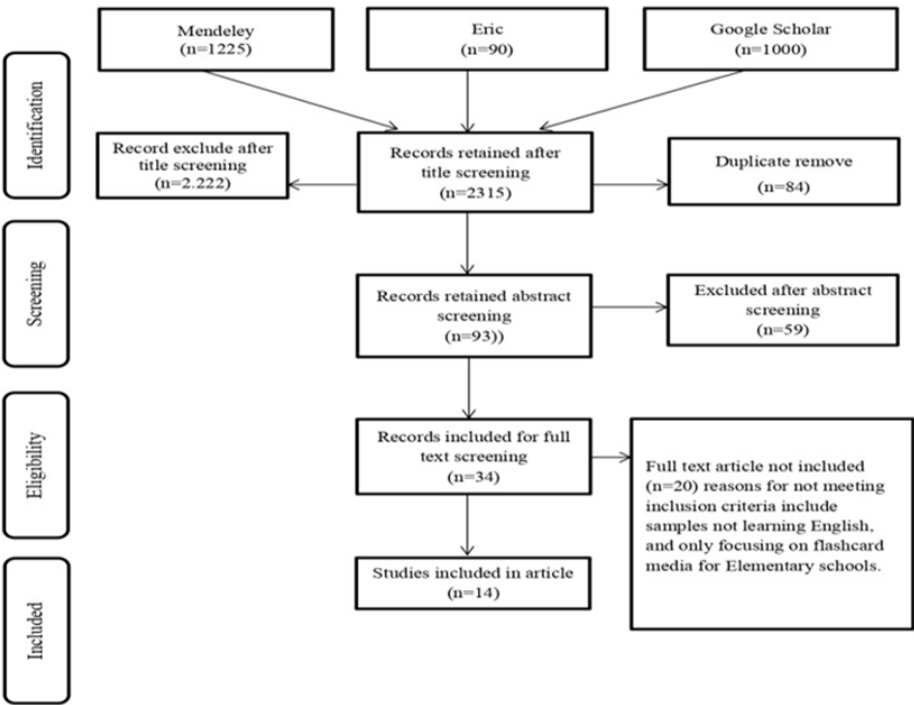 Mendeley
(n=1225)
Eric
(n=90)
Google Scholar
(n=1000)
Identification
Record exclude after
title screening
(n=2.222)
Records retained after
title screening
(n=2315)
Duplicate remove
(n=84)
Screening
Records retained abstract
screening
(n=93))
Excluded after abstract
screening
(n=59)
Eligibility
Records included for full
text screening
(n=34)
Full text article not included
(n=20) reasons for not meeting
inclusion criteria include
samples not learning English,
and only focusing on flashcard
media for Elementary schools.
Included
Studies included in article
(n=14)